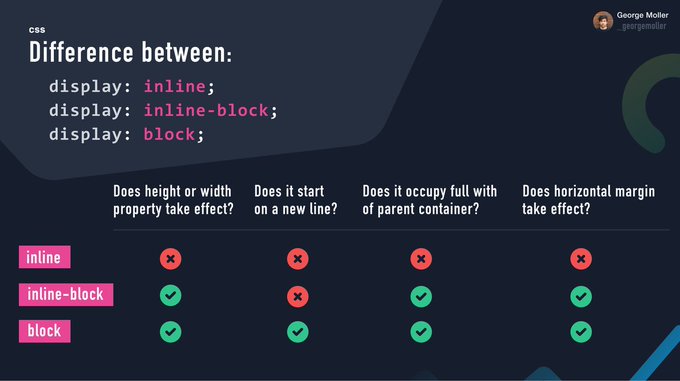 George Moller
_georgemoller
css
Difference between:
display: inline;
display: inline-block;
display: block;
Does height or width
property take effect?
Does it start
on a new line?
Does it occupy full with
of parent container?
Does horizontal margin
take effect?
inline
inline-block
block